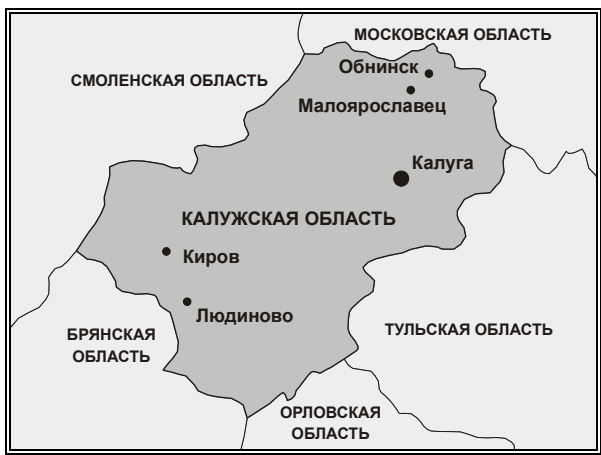 МОСКОВСКАЯ ОБЛАСТЬ
Обнинск
СМОЛЕНСКАЯ ОБЛАСТЬ
Малоярославец
Калуга
КАЛУЖСКАЯ ОБЛАСТЬ
Киров
Людиново
БРЯНСКАЯ
ОБЛАСТЬ
ТУЛЬСКАЯ ОБЛАСТЬ
ОРЛОВСКАЯ
ОБЛАСТЬ